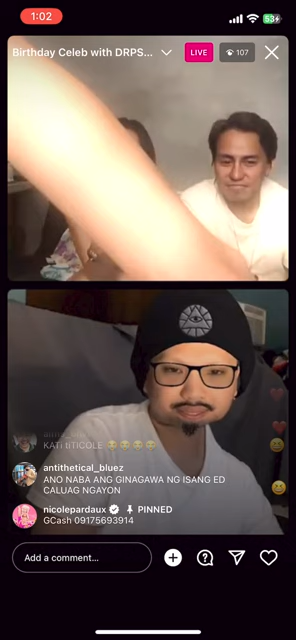 1:02
53
Birthday Celeb with DRPS...
LIVE
107
KATi tiTICOLE
antithetical_bluez
ANO NABA ANG GINAGAWA NG ISANG ED
CALUAG NGAYON
nicolepardaux PINNED
GCash 09175693914
Add a comment...